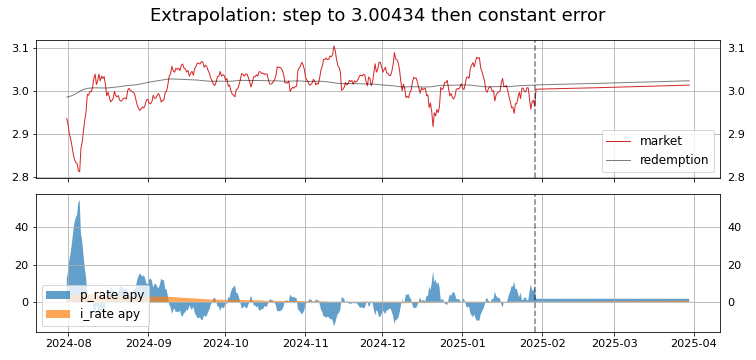 Extrapolation: step to 3.00434 then constant error
3.1 3.1
3.0 3.0
2.9 2.9
2.8 2.8
market
redemption
40 40
20 20
0 0
p_rate apy
i_rate apy
2024-08 2024-09 2024-10 2024-11 2024-12 2025-01 2025-02 2025-03 2025-04